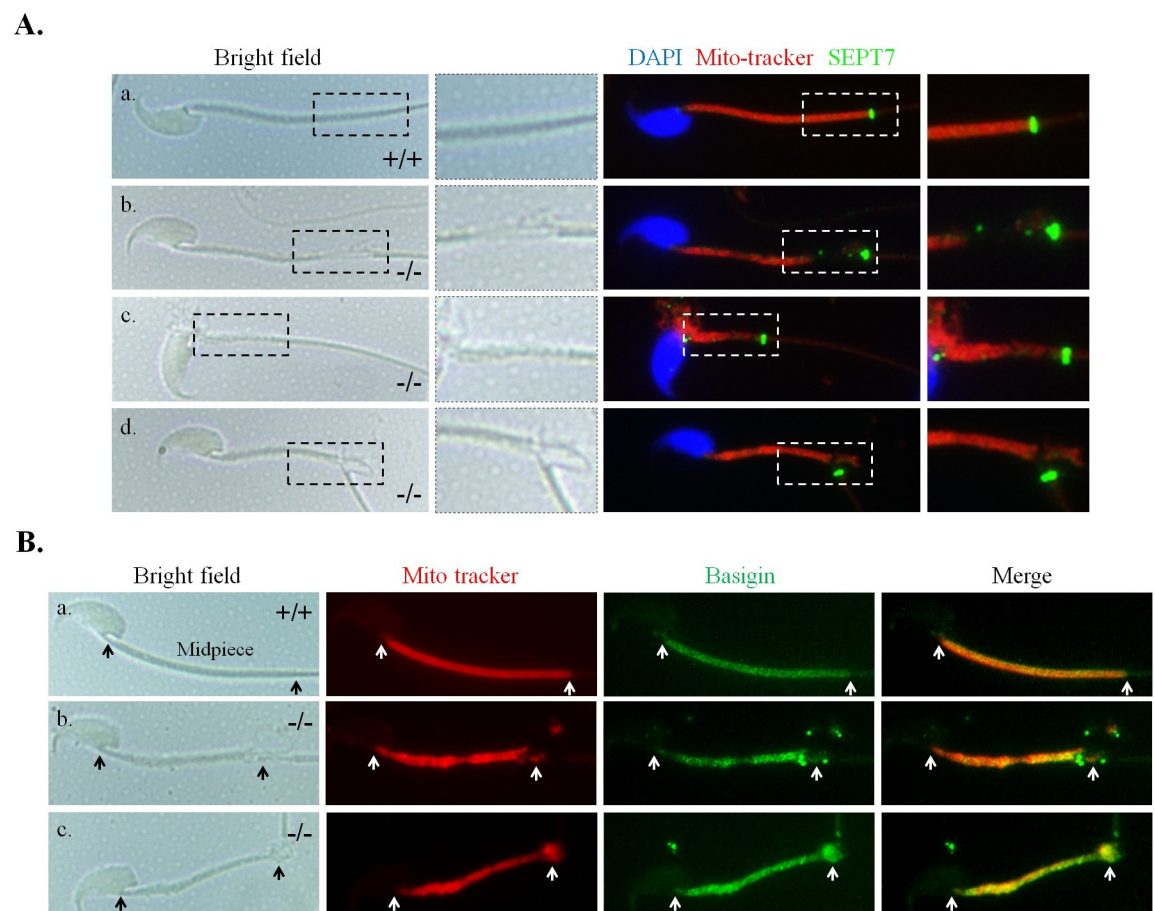 A.
Bright field
DAPI Mito-tracker SEPT7
a.
+/+
b.
-/-
c.
-/-
d.
-/-
B.
Bright field Mito tracker Basigin Merge
a.
+/+
Midpiece
b.
-/-
c.
-/-